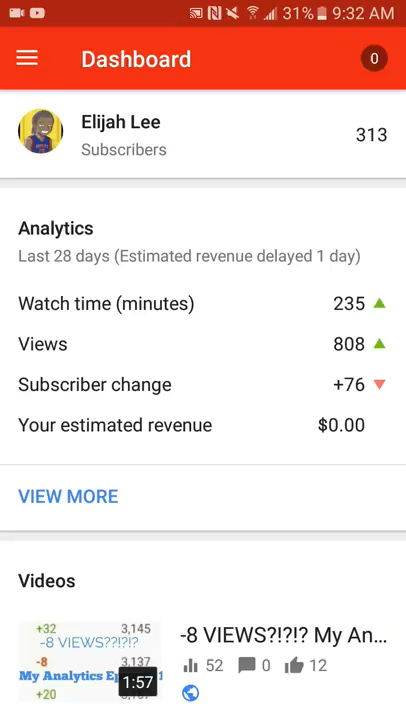 31% 9:32 AM
Dashboard 0
Elijah Lee
Subscribers
313
Analytics
Last 28 days (Estimated revenue delayed 1 day)
Watch time (minutes) 235
Views 808
Subscriber change +76
Your estimated revenue $0.00
VIEW MORE
Videos
+32 3,145
-8 VIEWS??!?!?
-8 3,137
My Analytics
1:57
+20
-8 VIEWS?!?!? My An...
52 0 12